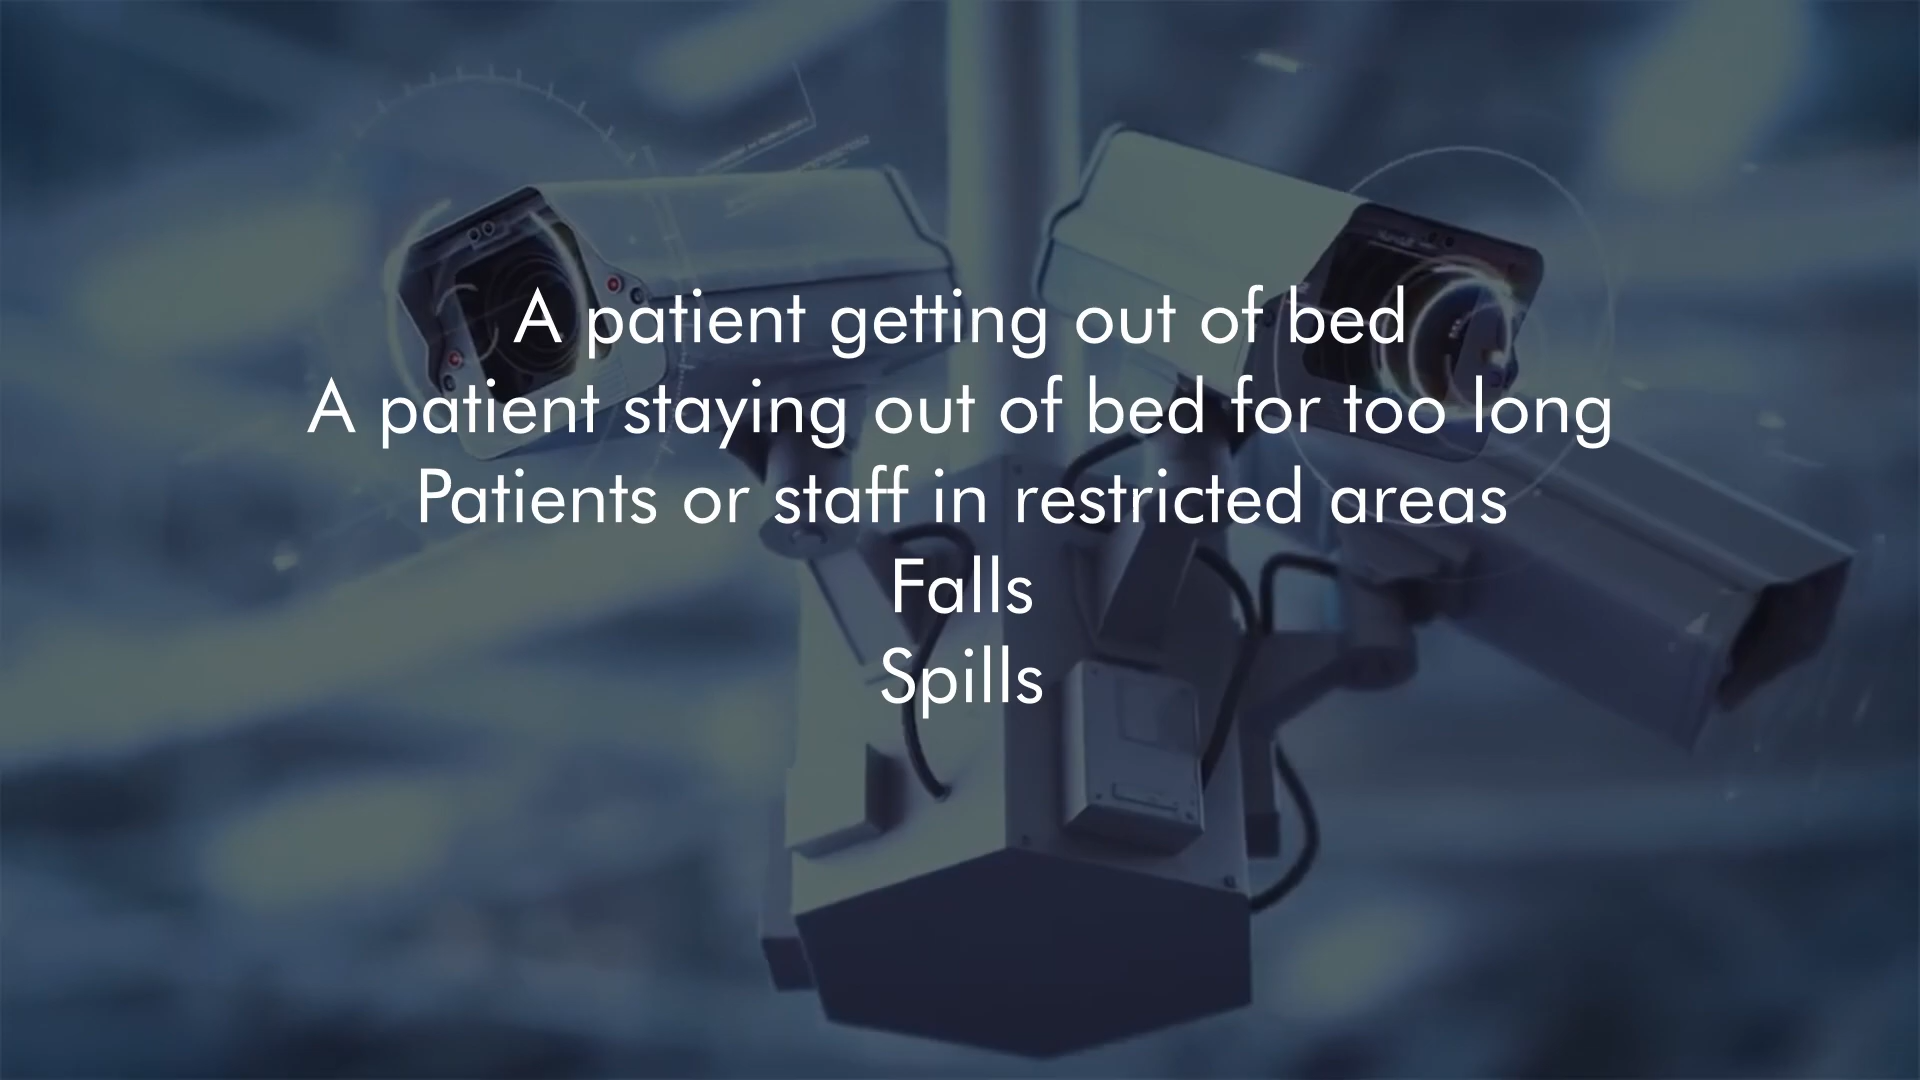 A patient getting out of bed
A patient staying out of bed for too long
Patients or staff in restricted areas
Falls
Spills